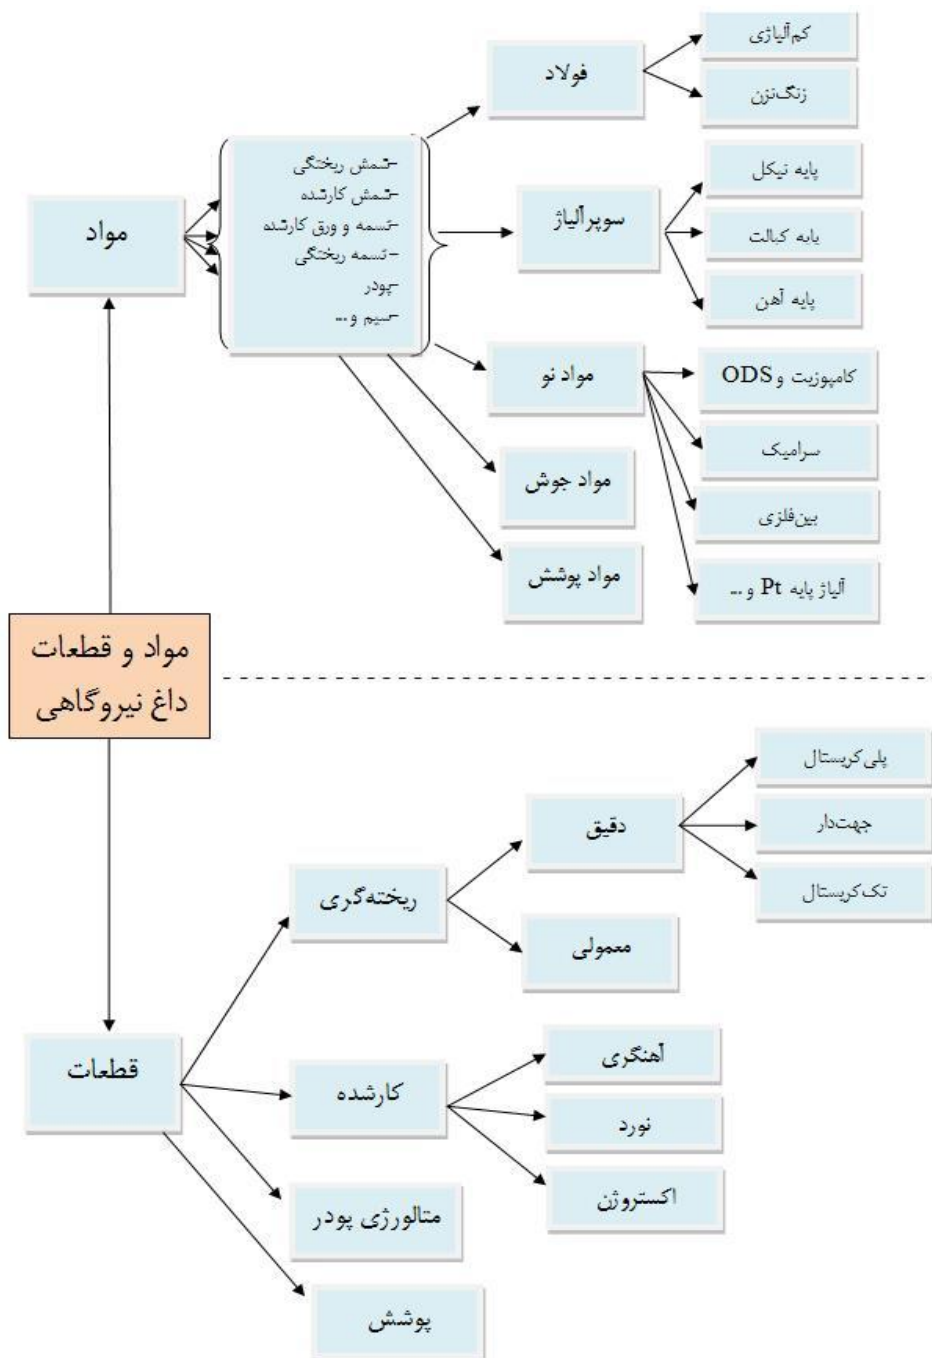 کم‌آلیاژی
فولاد
زنگ‌نزن
-شمش ریختگی
-شمش کارشده
-تسمه و ورق کارشده
-تسمه ریختگی
-پودر
-سیم و...
مواد
پایه نیکل
سوپرآلیاژ
پایه کبالت
پایه آهن
مواد نو
کامپوزیت و ODS
سرامیک
مواد جوش
بین‌فلزی
مواد پوشش
آلیاژ پایه Pt و ...
مواد و قطعات
داغ نیروگاهی
پلی‌کریستال
دقیق
جهت‌دار
تک‌کریستال
ریخته‌گری
معمولی
قطعات
آهنگری
کارشده
نورد
اکستروژن
متالورژی پودر
پوشش